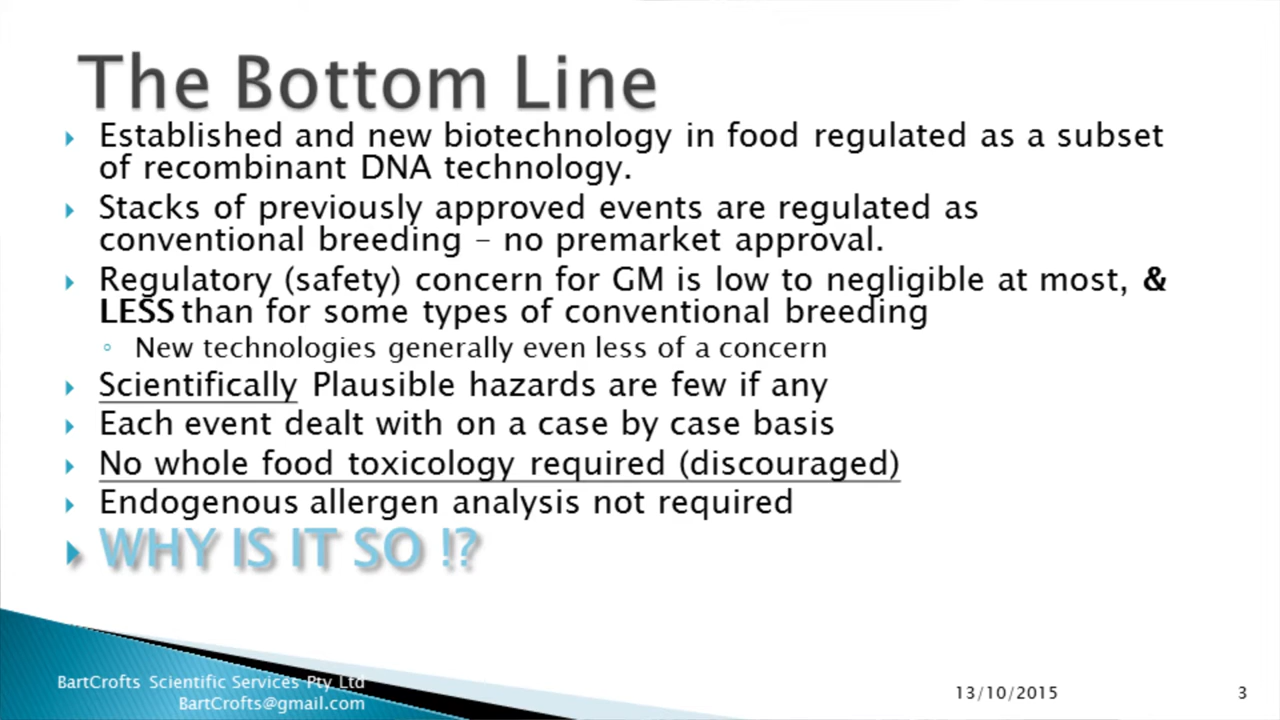 The Bottom Line
Established and new biotechnology in food regulated as a subset
of recombinant DNA technology.
Stacks of previously approved events are regulated as
conventional breeding – no premarket approval.
Regulatory (safety) concern for GM is low to negligible at most, &
LESS than for some types of conventional breeding
New technologies generally even less of a concern
Scientifically Plausible hazards are few if any
Each event dealt with on a case by case basis
No whole food toxicology required (discouraged)
Endogenous allergen analysis not required
WHY IS IT SO !?
BartCrofts Scientific Services Pty Ltd
BartCrofts@gmail.com
13/10/2015
3